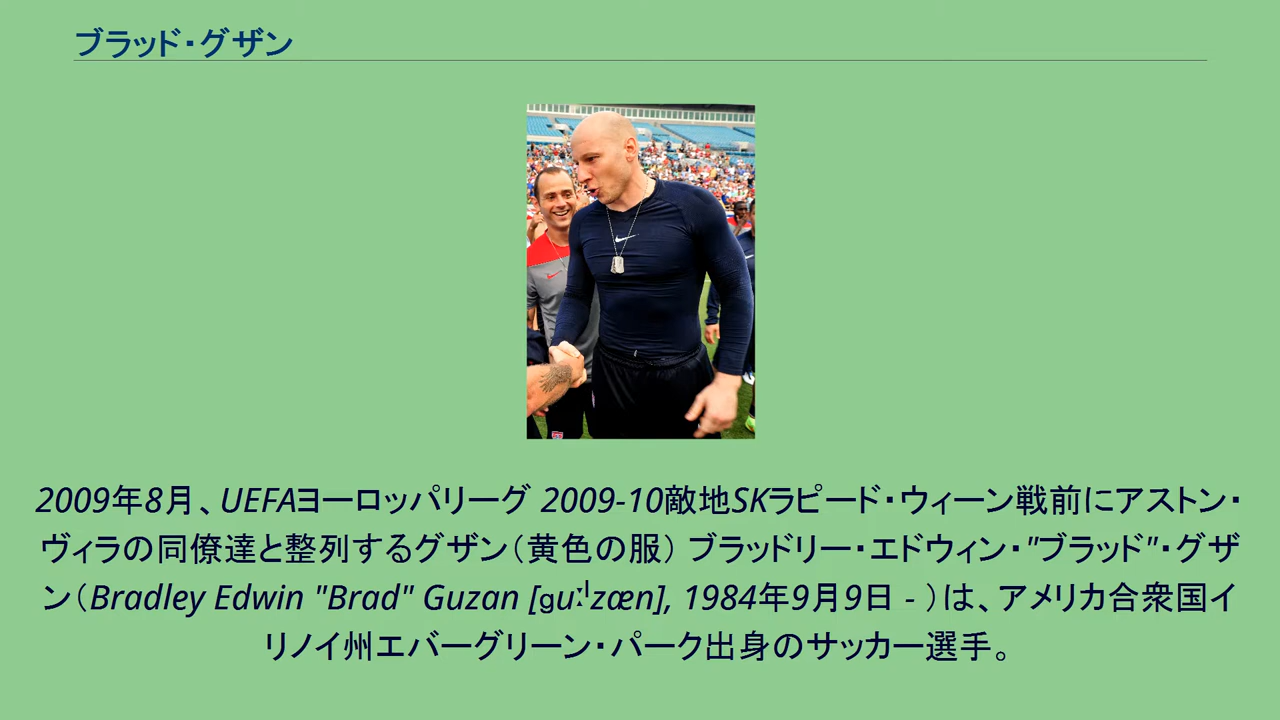 ブラッド・グザン
2009年8月、UEFAヨーロッパリーグ 2009-10敵地SKラピード・ウィーン戦前にアストン・
ヴィラの同僚達と整列するグザン（黄色の服） ブラッドリー・エドウィン・"ブラッド"・グザ
ン（Bradley Edwin "Brad" Guzan [ɡuːˈzæn], 1984年9月9日 - ）は、アメリカ合衆国イ
リノイ州エバーグリーン・パーク出身のサッカー選手。